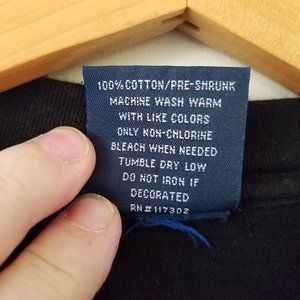 100% COTTON/PRE-SHRUNK
MACHINE WASH WARM
WITH LIKE COLORS
ONLY NON-CHLORINE
BLEACH WHEN NEEDED
TUMBLE DRY LOW
DO NOT IRON IF
DECORATED
RN#117302